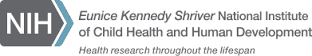 NIH
Eunice Kennedy Shriver National Institute
of Child Health and Human Development
Health research throughout the lifespan